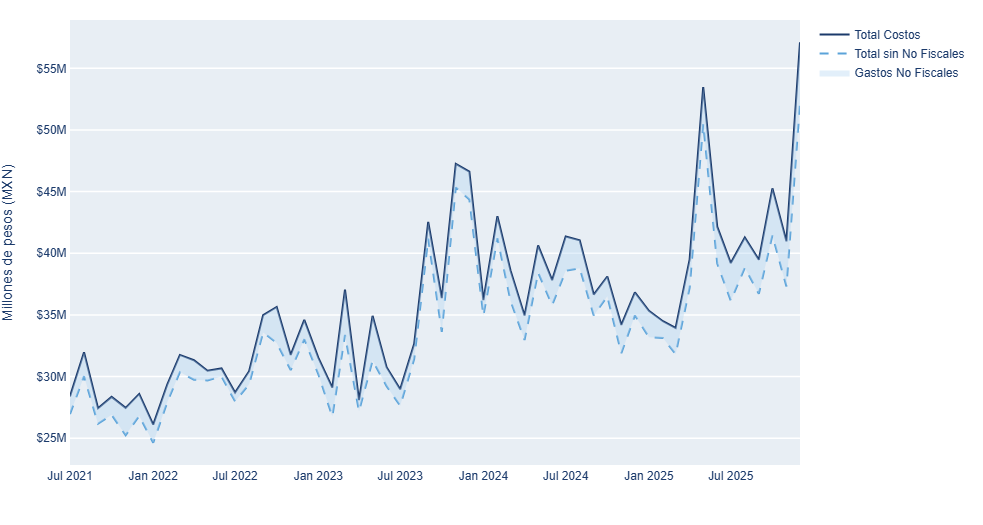 Total Costos
Total sin No Fiscales
Gastos No Fiscales
Millones de pesos (MXN)
$55M
$50M
$45M
$40M
$35M
$30M
$25M
Jul 2021
Jan 2022
Jul 2022
Jan 2023
Jul 2023
Jan 2024
Jul 2024
Jan 2025
Jul 2025